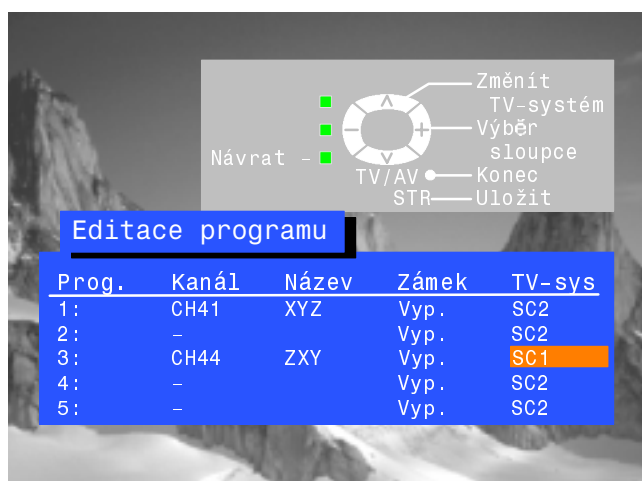 Změnít
TV-systém
Výběr
sloupce
Návrat -
TV/AV
Konec
STR
Uložit
Editace programu
Prog. Kanál Název Zámek TV-sys
1: CH41 XYZ Vyp. SC2
2: - Vyp. SC2
3: CH44 ZXY Vyp. SC1
4: - Vyp. SC2
5: - Vyp. SC2